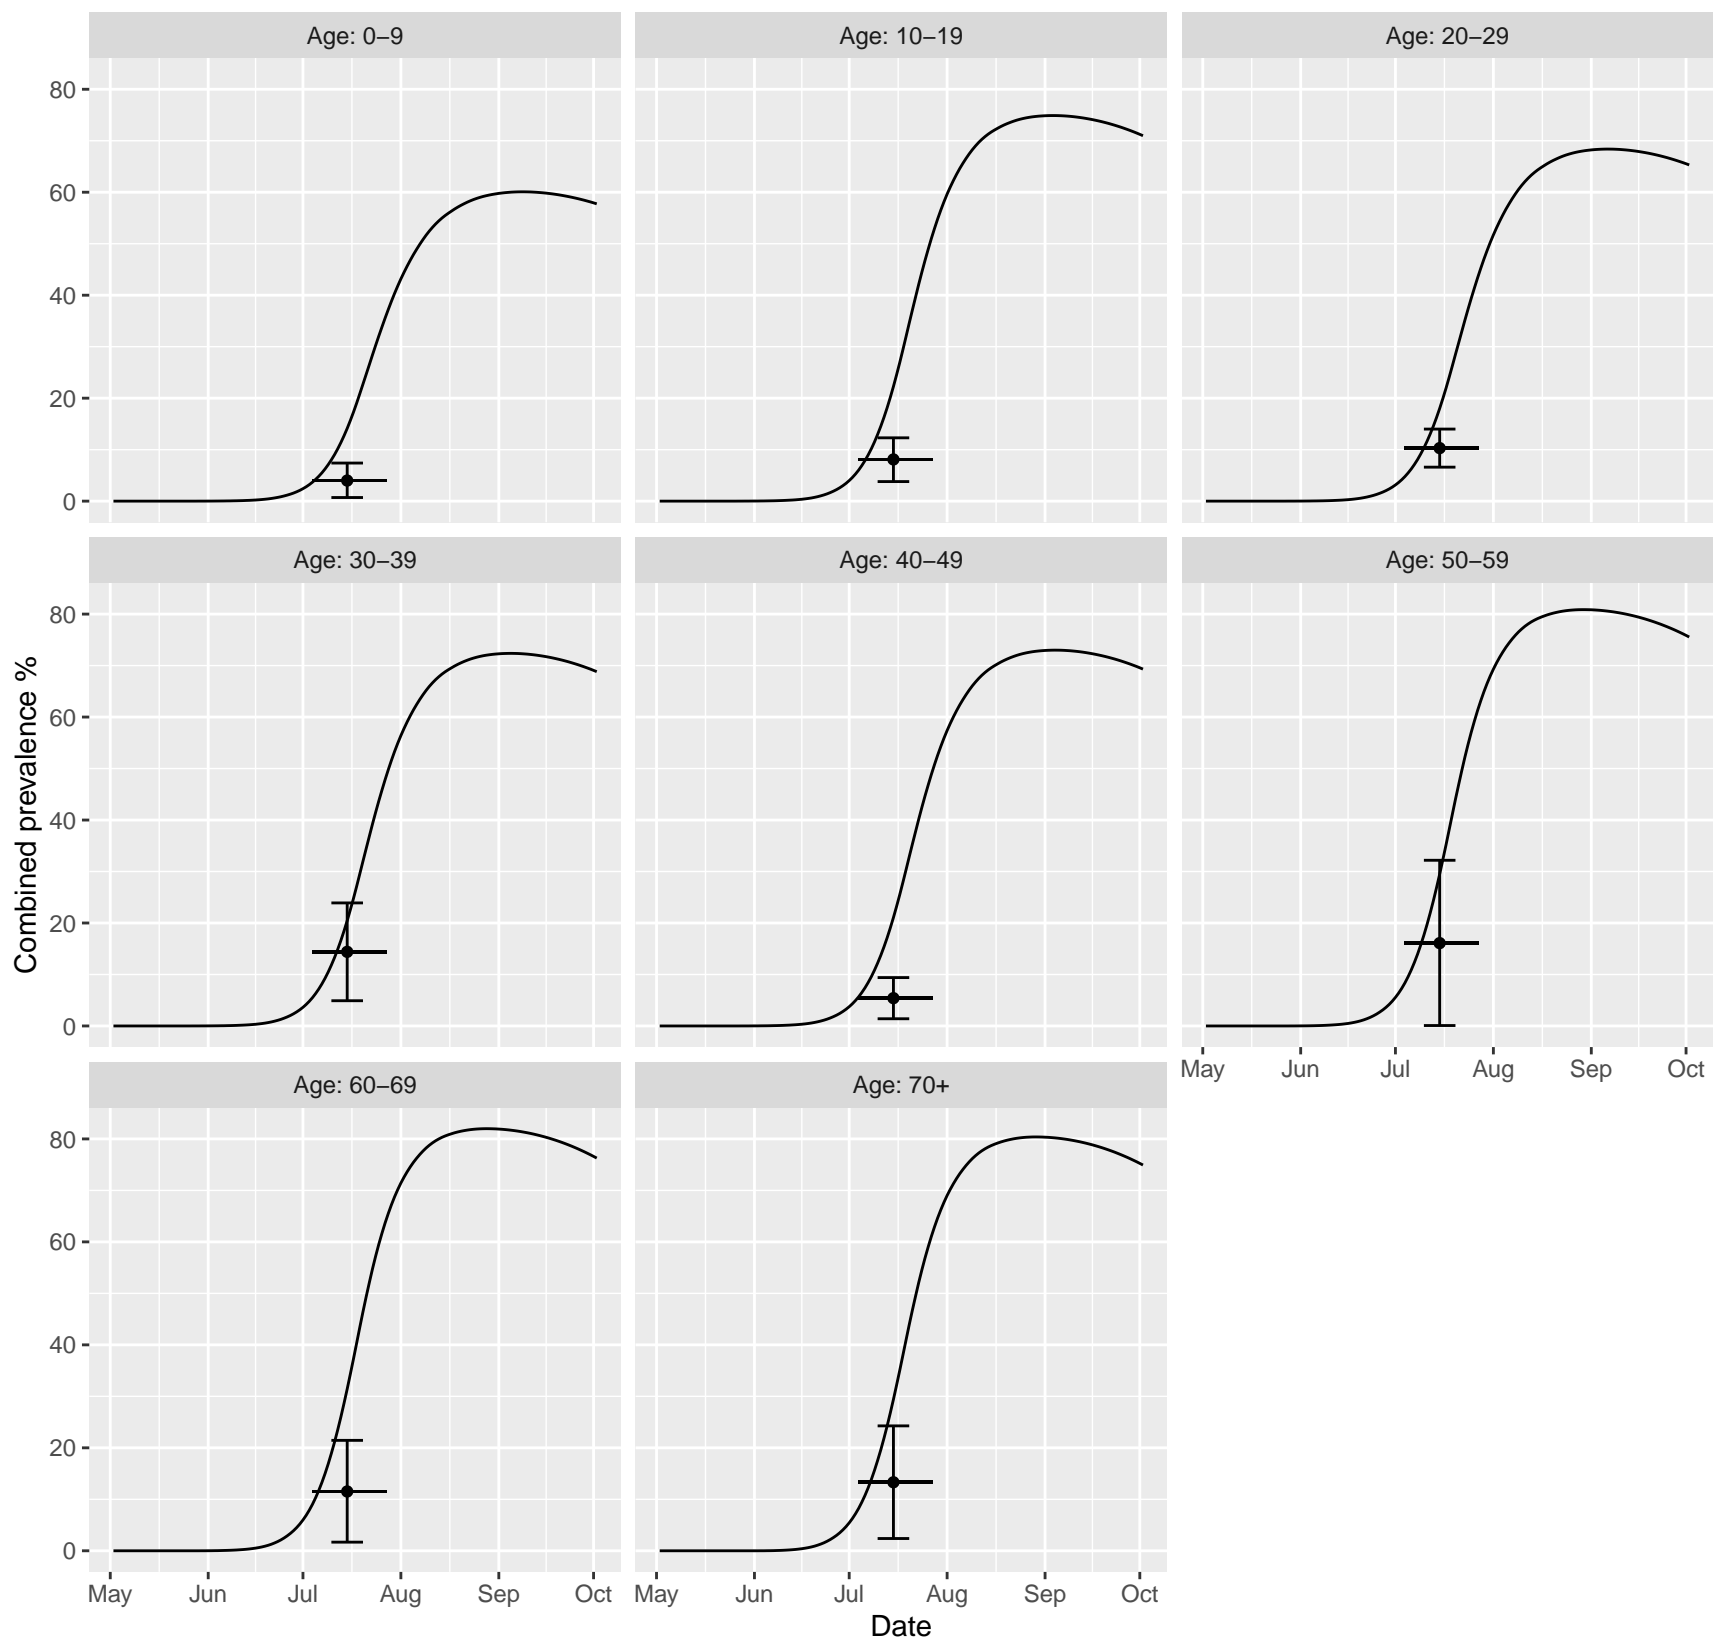 Age: 0–9
Age: 10–19
Age: 20–29
80
60
40
20
0
Age: 30–39
Age: 40–49
Age: 50–59
80
60
40
20
0
May Jun Jul Aug Sep Oct
Age: 60–69
Age: 70+
80
60
40
20
0
May Jun Jul Aug Sep Oct
May Jun Jul Aug Sep Oct
Date
Combined prevalence %